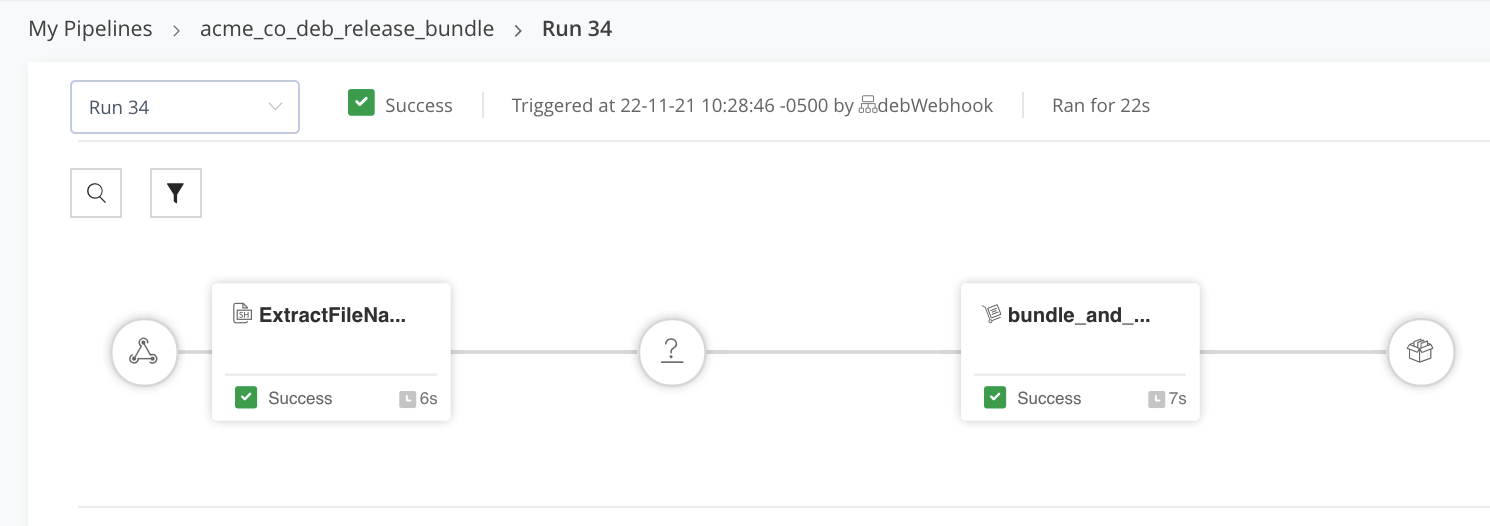 My Pipelines > acme_co_deb_release_bundle > Run 34
Run 34 Success Triggered at 22-11-21 10:28:46 -0500 by debWebhook Ran for 22s
SH ExtractFileNa... ? bundle_and_...
Success 6s Success 7s